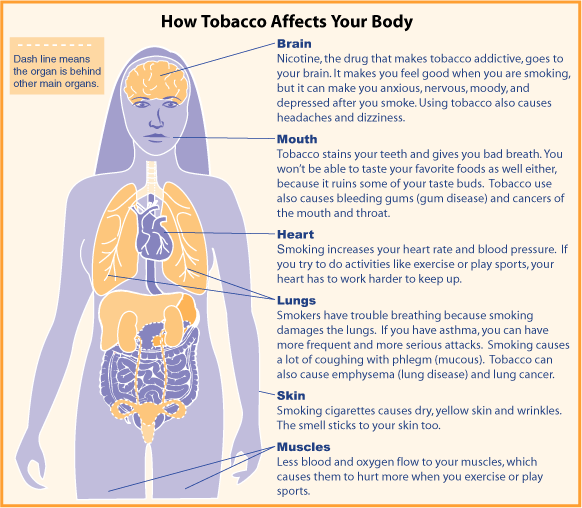 How Tobacco Affects Your Body
Dash line means
the organ is behind
other main organs.
Brain
Nicotine, the drug that makes tobacco addictive, goes to
your brain. It makes you feel good when you are smoking,
but it can make you anxious, nervous, moody, and
depressed after you smoke. Using tobacco also causes
headaches and dizziness.
Mouth
Tobacco stains your teeth and gives you bad breath. You
won't be able to taste your favorite foods as well either,
because it ruins some of your taste buds. Tobacco use
also causes bleeding gums (gum disease) and cancers of
the mouth and throat.
Heart
Smoking increases your heart rate and blood pressure. If
you try to do activities like exercise or play sports, your
heart has to work harder to keep up.
Lungs
Smokers have trouble breathing because smoking
damages the lungs. If you have asthma, you can have
more frequent and more serious attacks. Smoking causes
a lot of coughing with phlegm (mucous). Tobacco can
also cause emphysema (lung disease) and lung cancer.
Skin
Smoking cigarettes causes dry, yellow skin and wrinkles.
The smell sticks to your skin too.
Muscles
Less blood and oxygen flow to your muscles, which
causes them to hurt more when you exercise or play
sports.